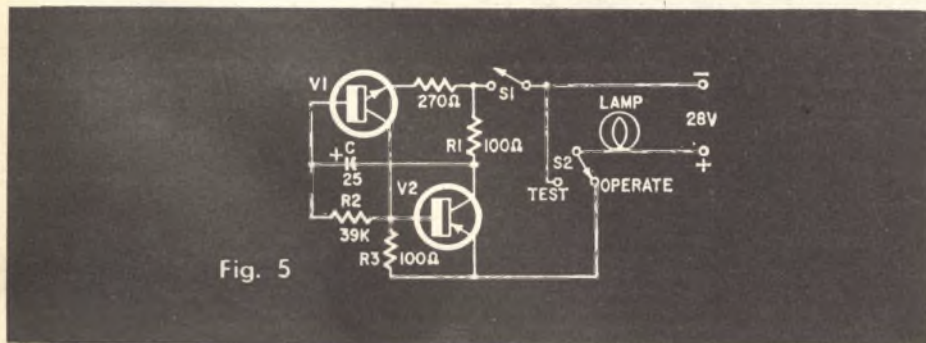 V1
270Ω
S1
−
LAMP
28V
R1
100Ω
+
C
25
S2
+
V2
TEST
OPERATE
R2
39K
R3
100Ω
Fig. 5